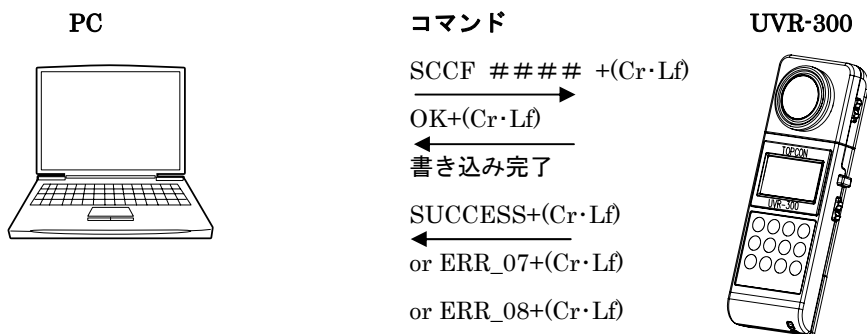 PC
コマンド
UVR-300
SCCF ＃＃＃＃ +(Cr･Lf)
OK+(Cr･Lf)
書き込み完了
SUCCESS+(Cr･Lf)
or ERR_07+(Cr･Lf)
or ERR_08+(Cr･Lf)
TOPCON
UVR-300